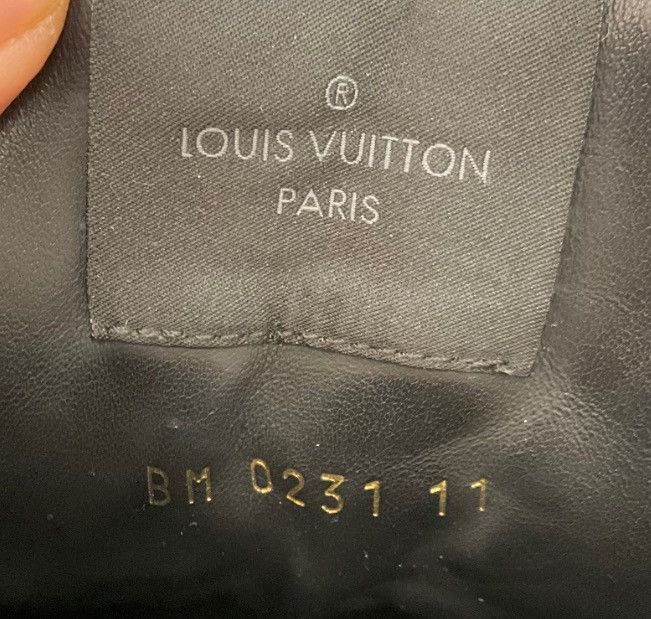 ®
LOUIS VUITTON
PARIS
BM 0231 11